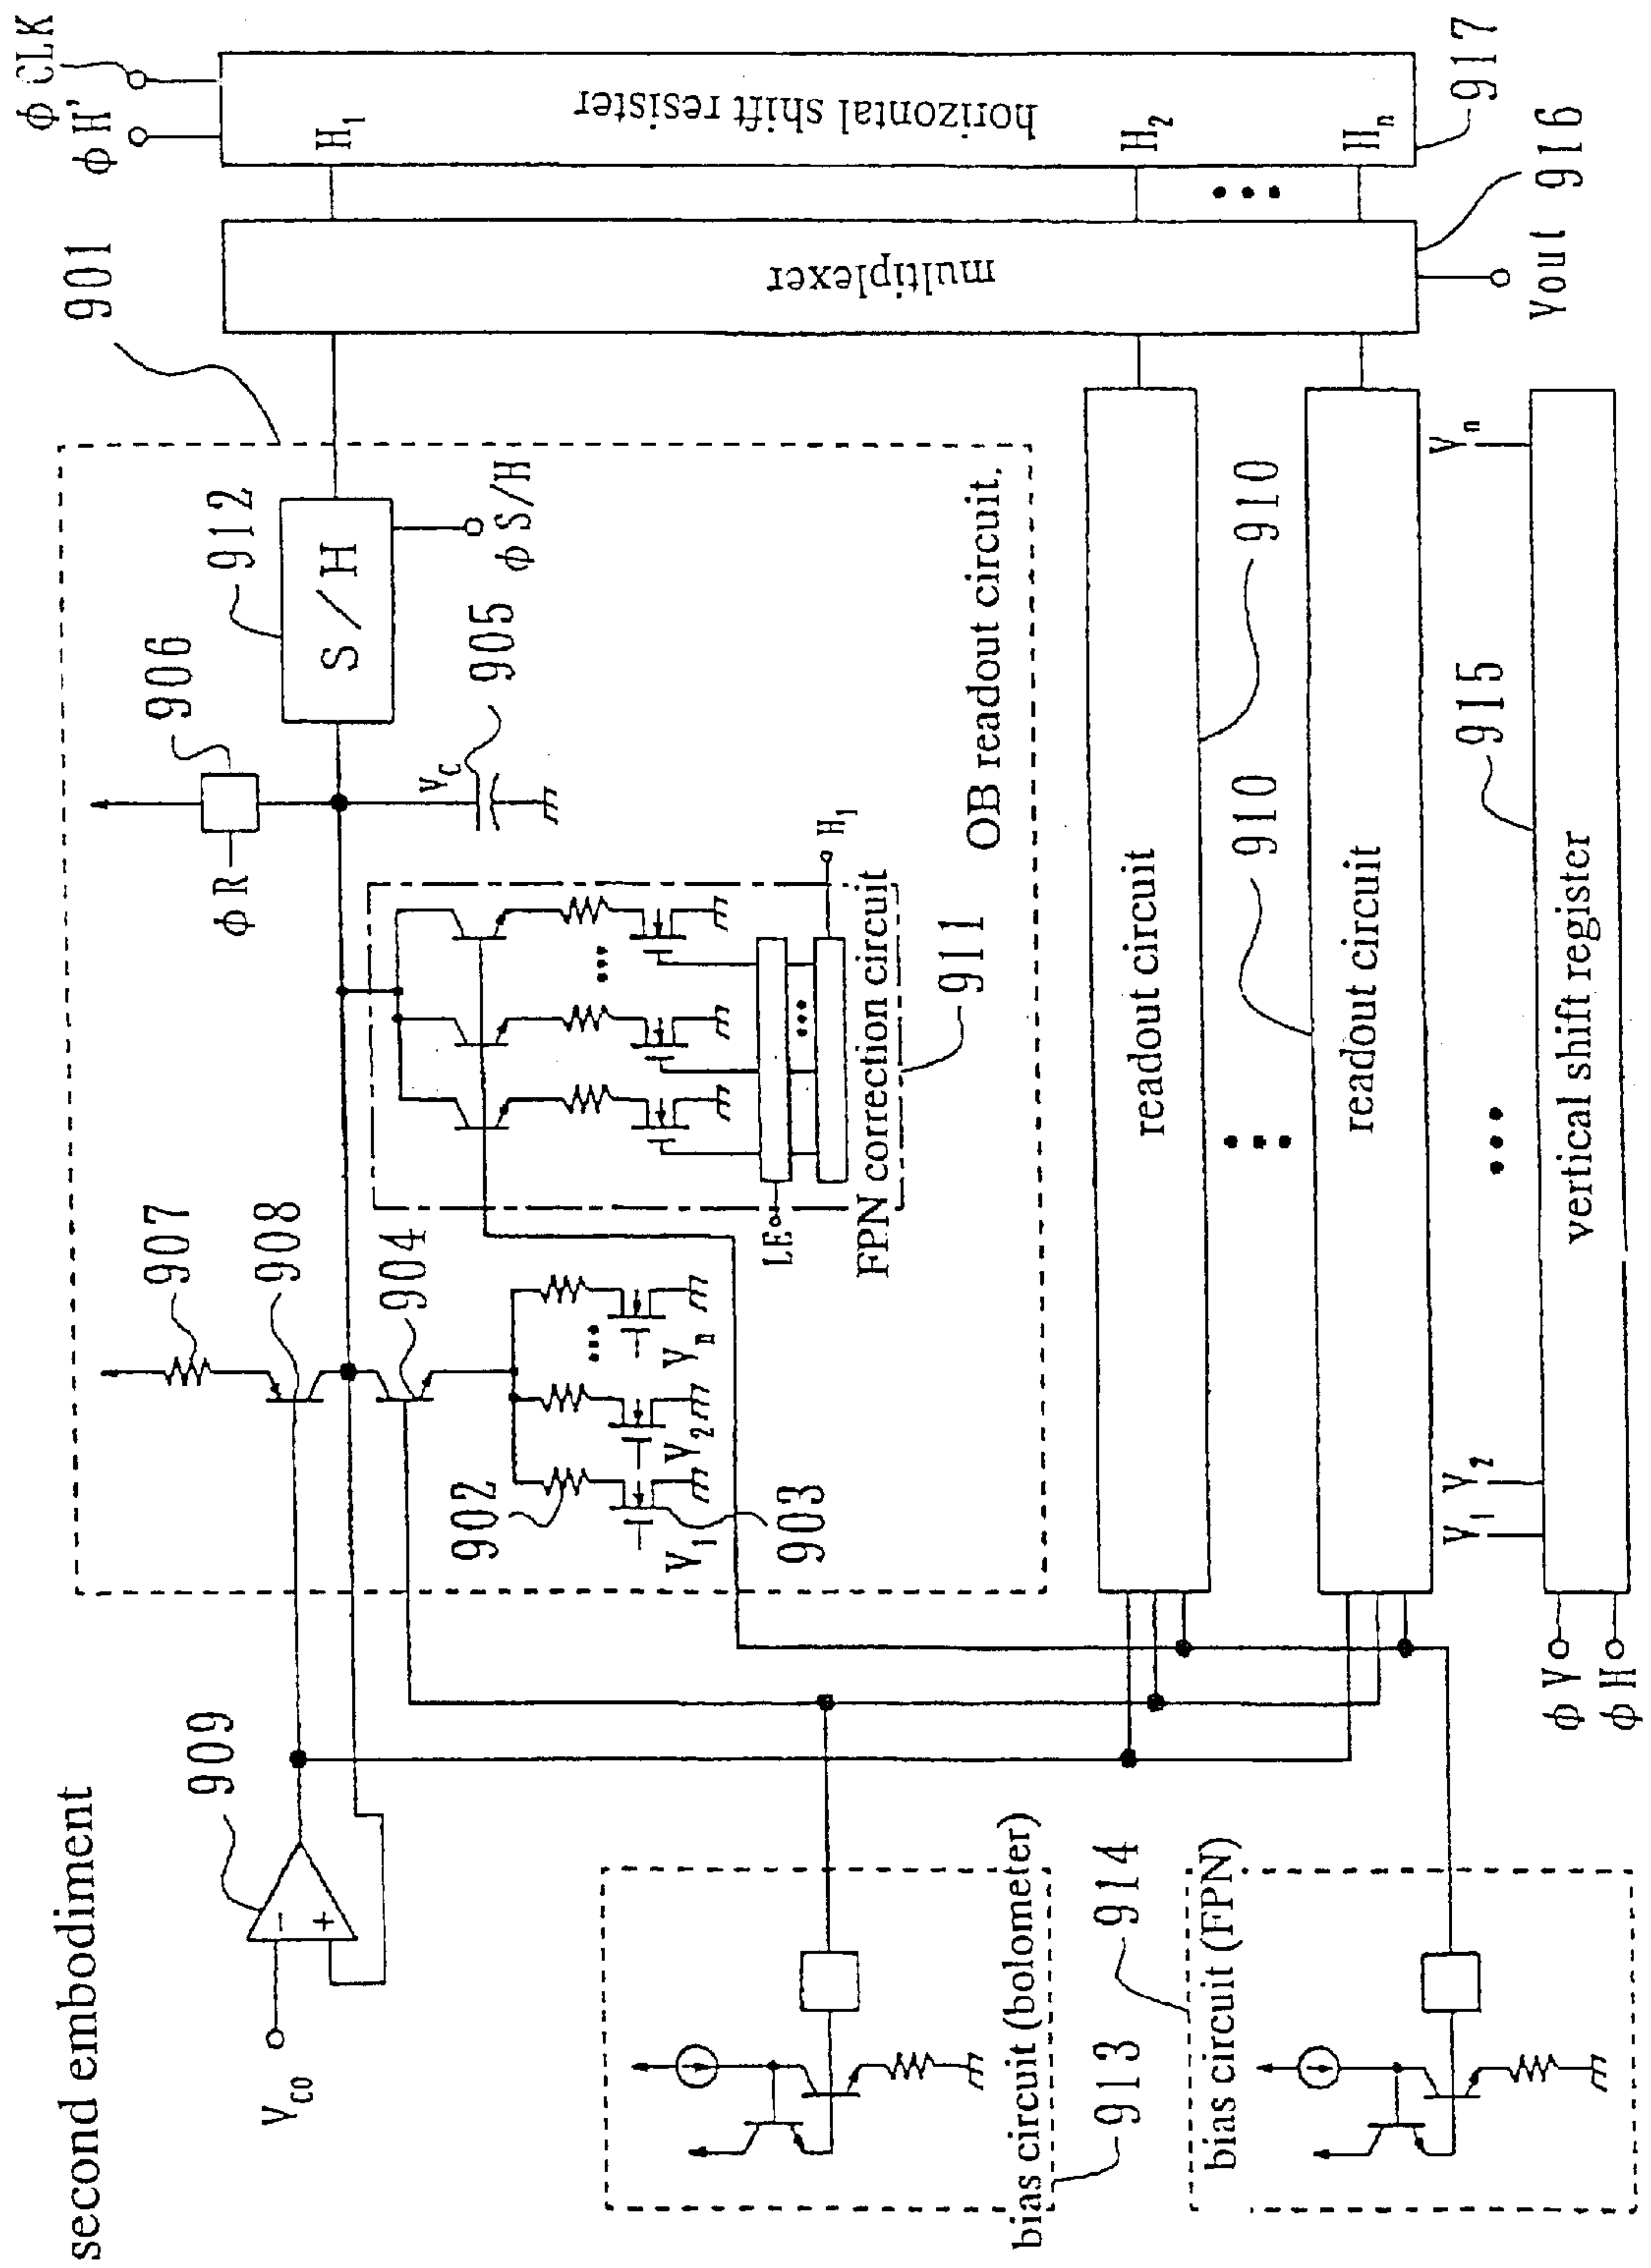 second embodiment
909
V_CO
907
908
904
902
903
V_1
V_2
V_n
906
φR
V_C
905
912
S/H
φS/H
901
LE
H_1
FPN correction circuit
911
OB readout circuit.
φCLK
φH'
H_1
horizontal shift resister
H_2
H_n
917
multiplexer
916
Vout
readout circuit
910
readout circuit
910
V_1
V_2
V_n
915
vertical shift register
φV
φH
bias circuit (bolometer)
913
914
bias circuit (FPN)